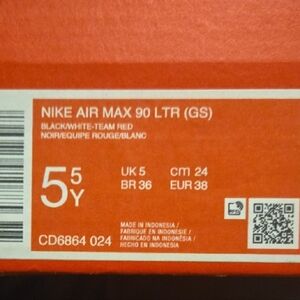 NIKE AIR MAX 90 LTR (GS)
BLACK/WHITE-TEAM RED
NOIR/EQUIPE ROUGE/BLANC
5 5 Y
UK 5 cm 24
BR 36 EUR 38
CD6864 024
MADE IN INDONESIA /
FABRIQUÉ EN INDONÉSIE /
FABRICADO NA INDONÉSIA /
HECHO EN INDONESIA